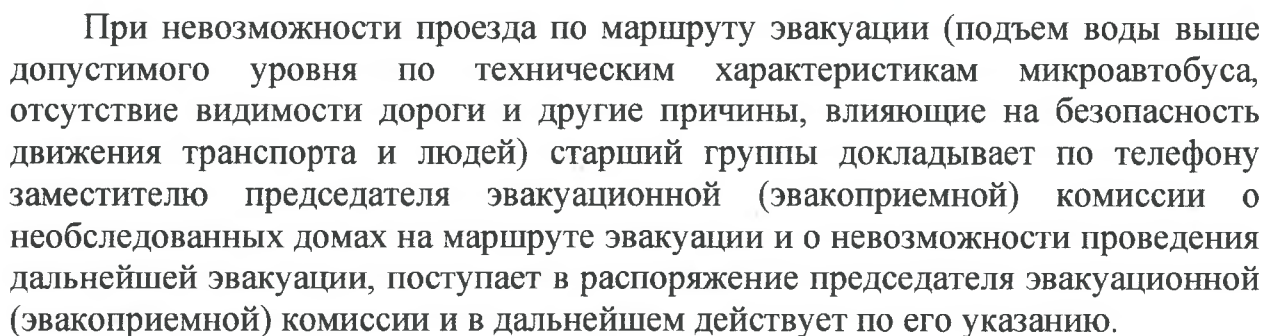 При невозможности проезда по маршруту эвакуации (подъем воды выше
допустимого уровня по техническим характеристикам микроавтобуса,
отсутствие видимости дороги и другие причины, влияющие на безопасность
движения транспорта и людей) старший группы докладывает по телефону
заместителю председателя эвакуационной (эвакоприемной) комиссии о
необследованных домах на маршруте эвакуации и о невозможности проведения
дальнейшей эвакуации, поступает в распоряжение председателя эвакуационной
(эвакоприемной) комиссии и в дальнейшем действует по его указанию.